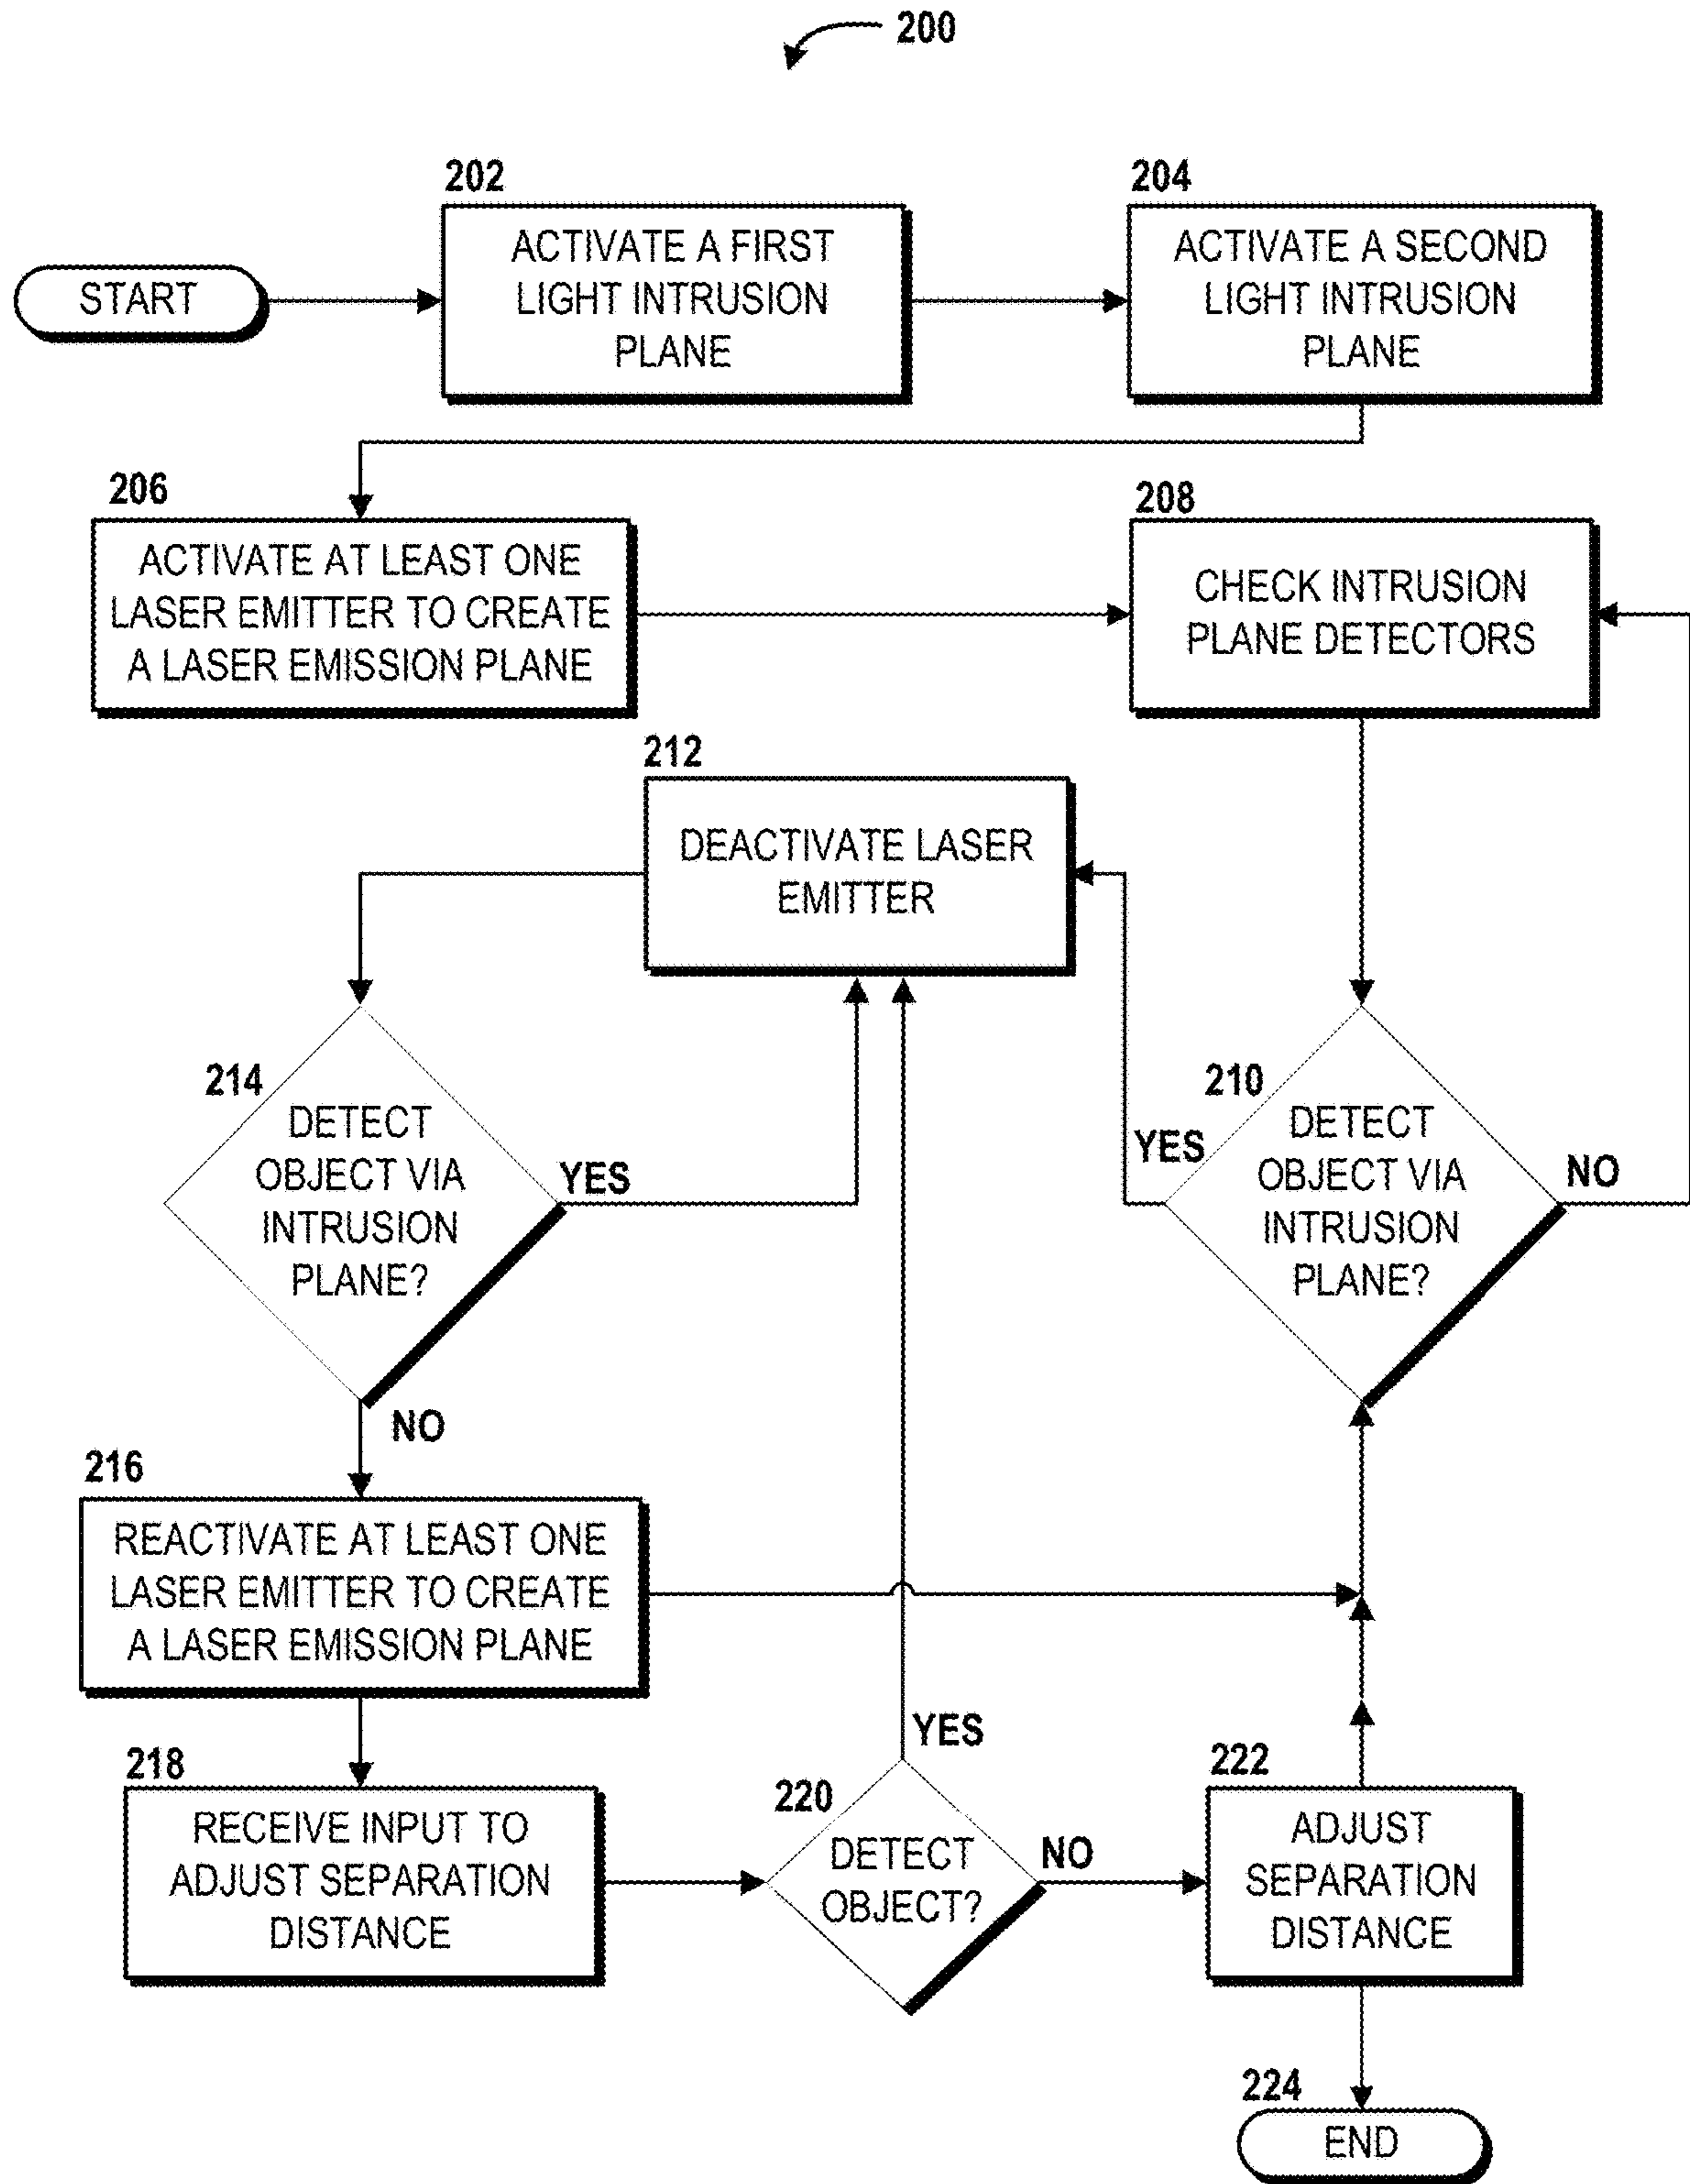 200
202
ACTIVATE A FIRST
LIGHT INTRUSION
PLANE
204
ACTIVATE A SECOND
LIGHT INTRUSION
PLANE
START
206
ACTIVATE AT LEAST ONE
LASER EMITTER TO CREATE
A LASER EMISSION PLANE
208
CHECK INTRUSION
PLANE DETECTORS
212
DEACTIVATE LASER
EMITTER
214
DETECT
OBJECT VIA
INTRUSION
PLANE?
YES
NO
210
DETECT
OBJECT VIA
INTRUSION
PLANE?
YES
NO
216
REACTIVATE AT LEAST ONE
LASER EMITTER TO CREATE
A LASER EMISSION PLANE
218
RECEIVE INPUT TO
ADJUST SEPARATION
DISTANCE
220
DETECT
OBJECT?
YES
NO
222
ADJUST
SEPARATION
DISTANCE
224
END